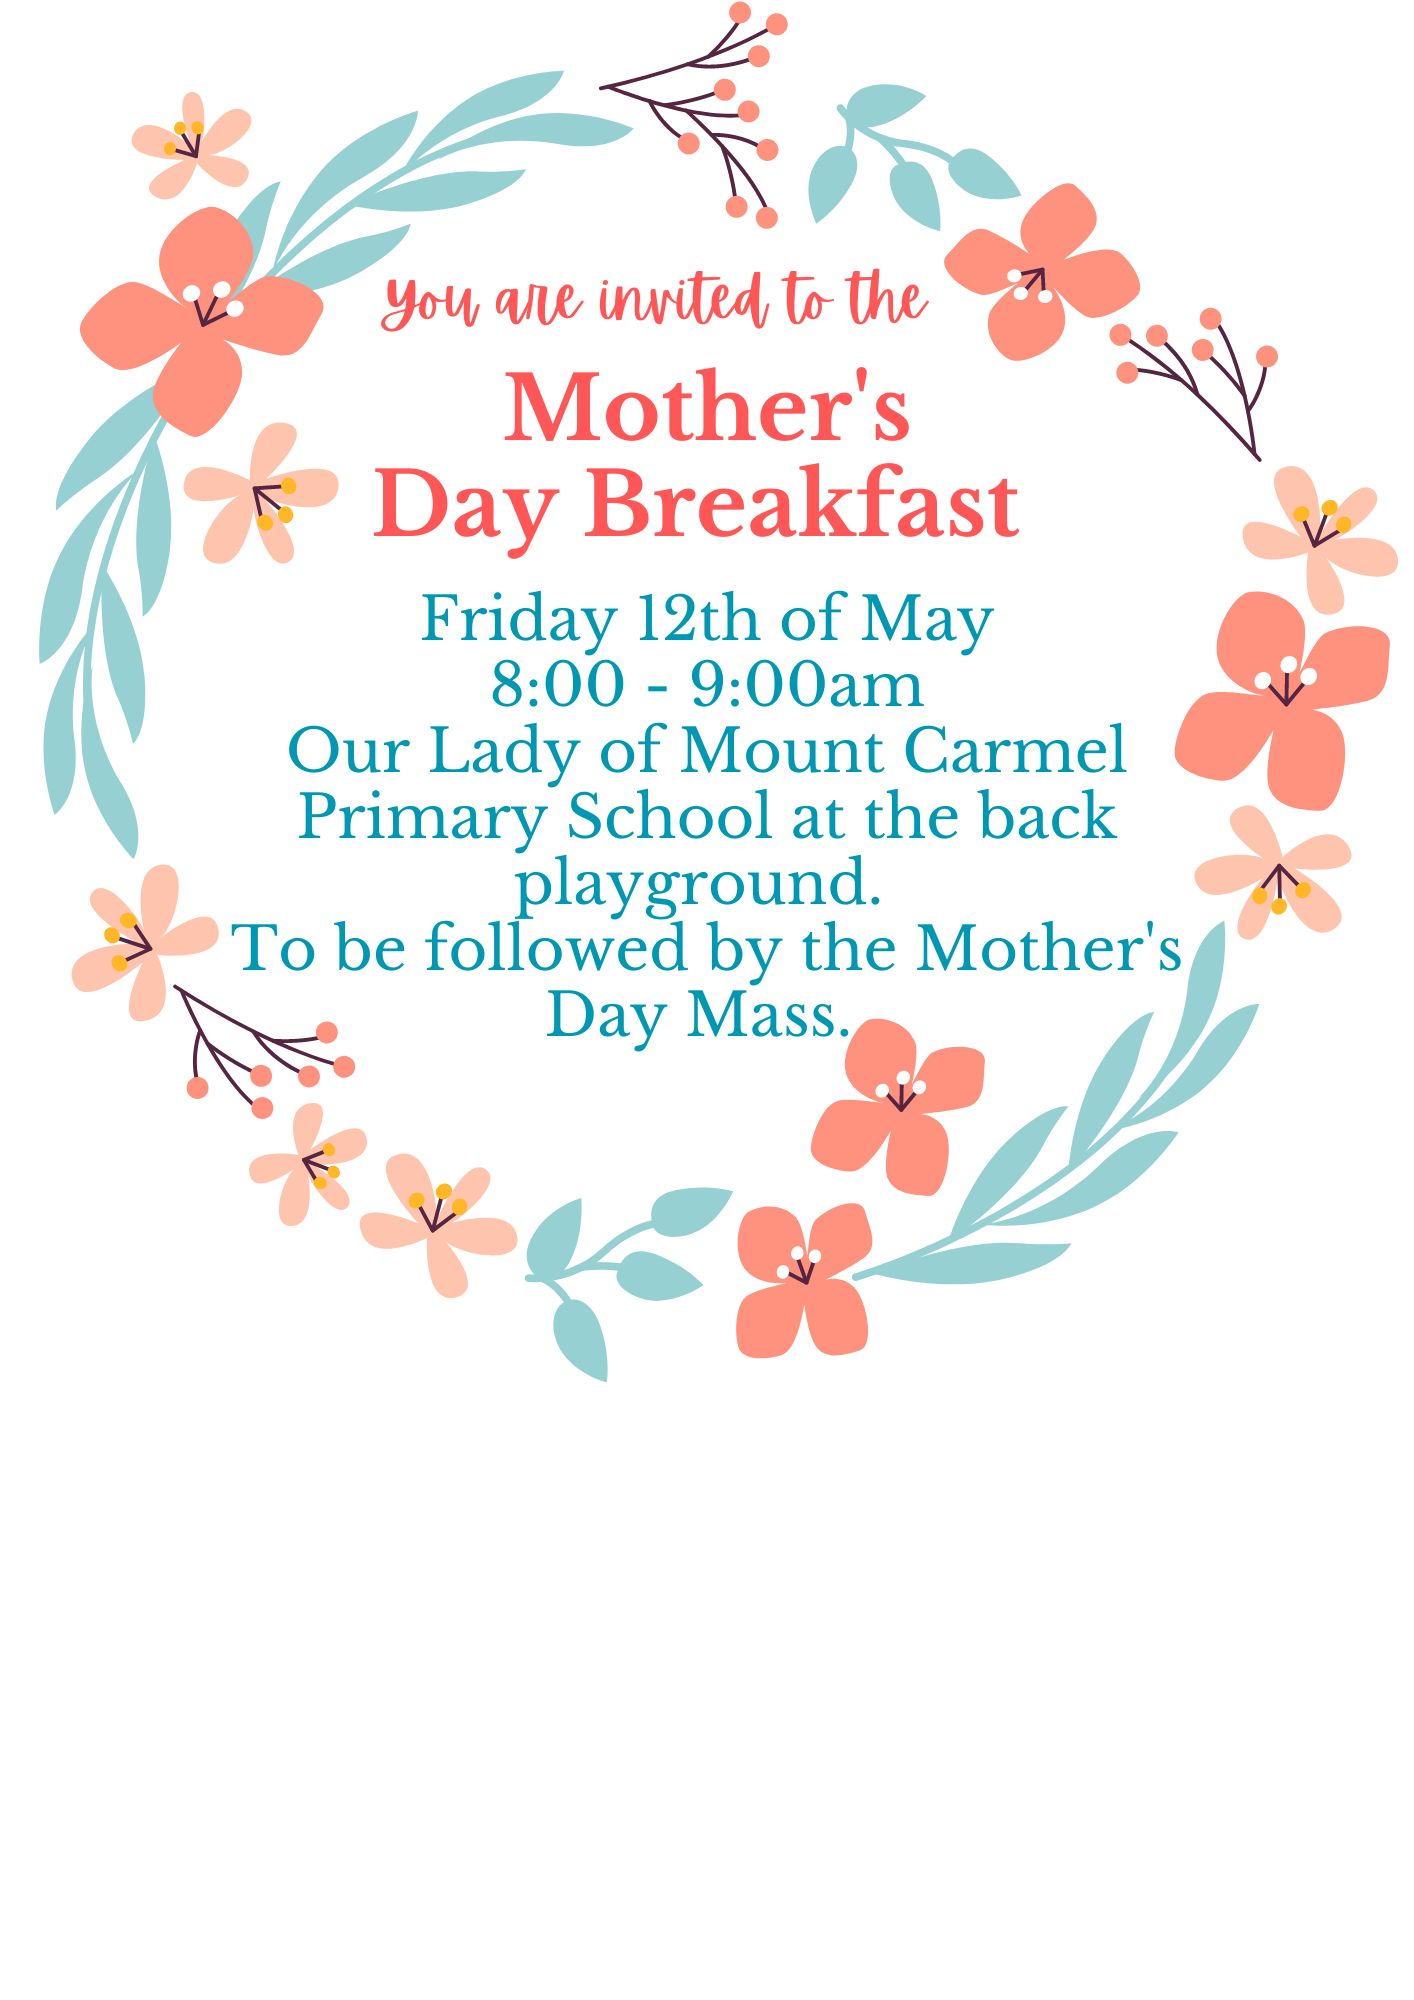 You are invited to the
Mother's
Day Breakfast
Friday 12th of May
8:00 - 9:00am
Our Lady of Mount Carmel
Primary School at the back
playground.
To be followed by the Mother's
Day Mass.